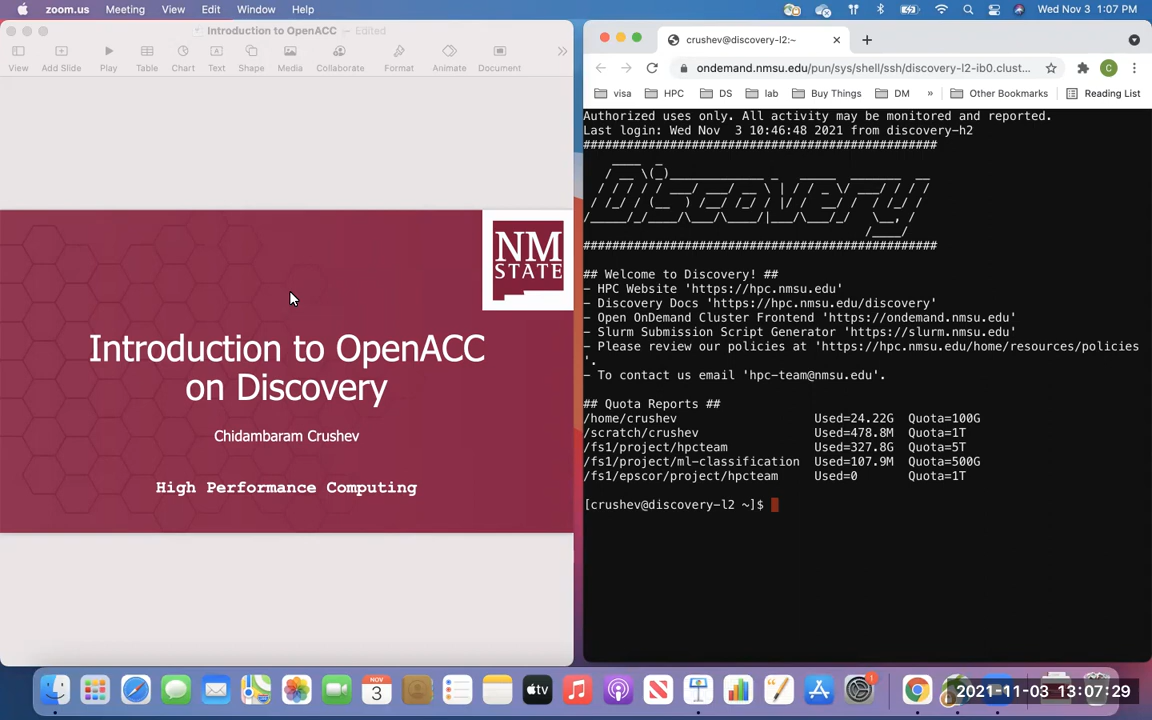 zoom.us Meeting View Edit Window Help
Wed Nov 3 1:07 PM
Introduction to OpenACC — Edited
View Add Slide Play Table Chart Text Shape Media Collaborate Format Animate Document
NM
STATE
Introduction to OpenACC
on Discovery
Chidambaram Crushev
High Performance Computing
crushev@discovery-l2:~
ondemand.nmsu.edu/pun/sys/shell/ssh/discovery-l2-ib0.clust...
C
visa HPC DS lab Buy Things DM » Other Bookmarks Reading List
Authorized uses only. All activity may be monitored and reported.
Last login: Wed Nov  3 10:46:48 2021 from discovery-h2
#################################################
Discovery
#################################################
## Welcome to Discovery! ##
- HPC Website 'https://hpc.nmsu.edu'
- Discovery Docs 'https://hpc.nmsu.edu/discovery'
- Open OnDemand Cluster Frontend 'https://ondemand.nmsu.edu'
- Slurm Submission Script Generator 'https://slurm.nmsu.edu'
- Please review our policies at 'https://hpc.nmsu.edu/home/resources/policies
'.
- To contact us email 'hpc-team@nmsu.edu'.
## Quota Reports ##
/home/crushev Used=24.22G Quota=100G
/scratch/crushev Used=478.8M Quota=1T
/fs1/project/hpcteam Used=327.8G Quota=5T
/fs1/project/ml-classification Used=107.9M Quota=500G
/fs1/epscor/project/hpcteam Used=0 Quota=1T
[crushev@discovery-l2 ~]$
NOV
3
tv
1
2021-11-03 13:07:29